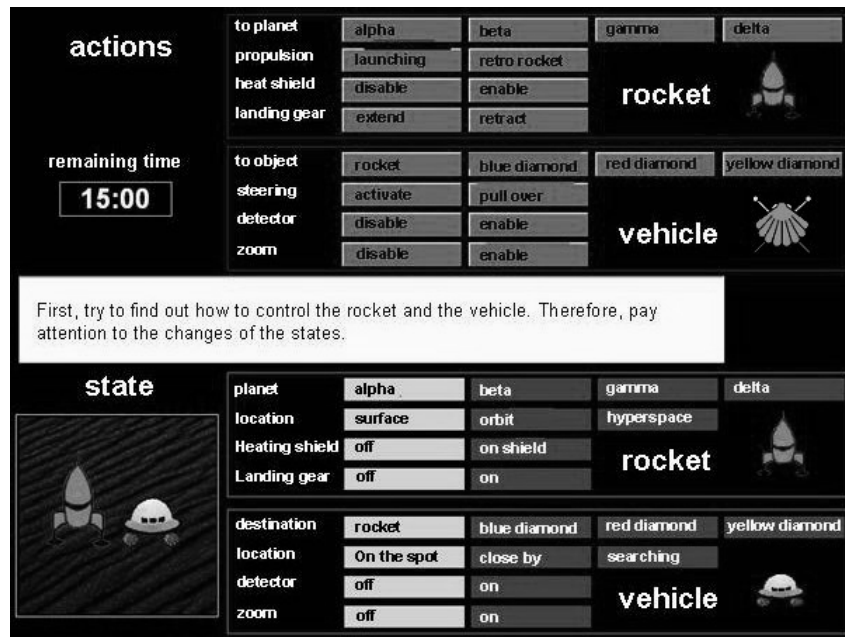 actions
to planet alpha beta gamma delta
propulsion launching retro rocket
heat shield disable enable
landing gear extend retract
rocket
remaining time
15:00
to object rocket blue diamond red diamond yellow diamond
steering activate pull over
detector disable enable
zoom disable enable
vehicle
First, try to find out how to control the rocket and the vehicle. Therefore, pay
attention to the changes of the states.
state
planet alpha beta gamma delta
location surface orbit hyperspace
Heating shield off on shield
Landing gear off on
rocket
destination rocket blue diamond red diamond yellow diamond
location On the spot close by searching
detector off on
zoom off on
vehicle